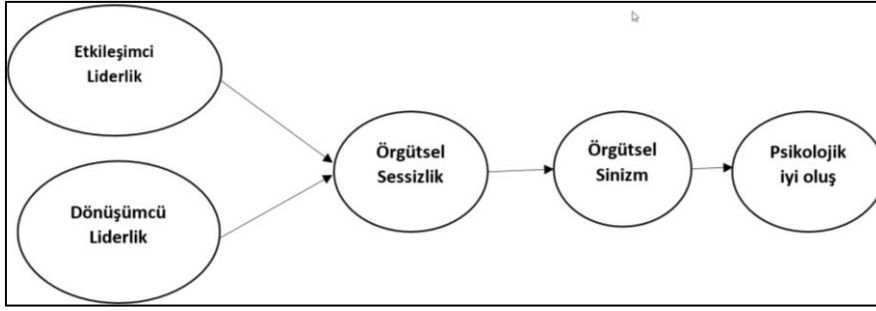 Etkileşimci
Liderlik
Dönüşümcü
Liderlik
Örgütsel
Sessizlik
Örgütsel
Sinizm
Psikolojik
iyi oluş